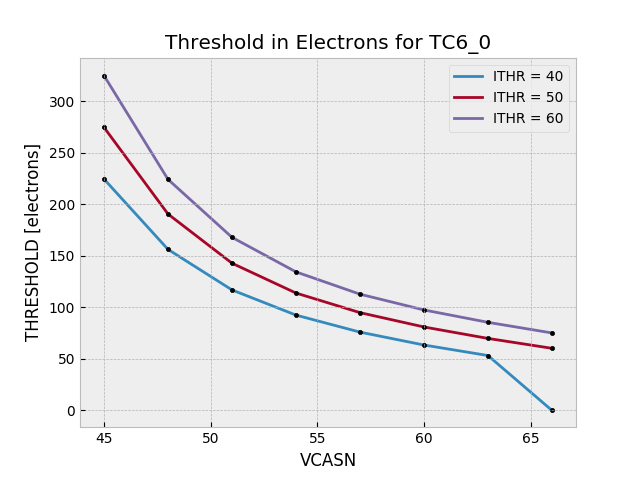 Threshold in Electrons for TC6_0
ITHR = 40
ITHR = 50
ITHR = 60
THRESHOLD [electrons]
300
250
200
150
100
50
0
45 50 55 60 65
VCASN